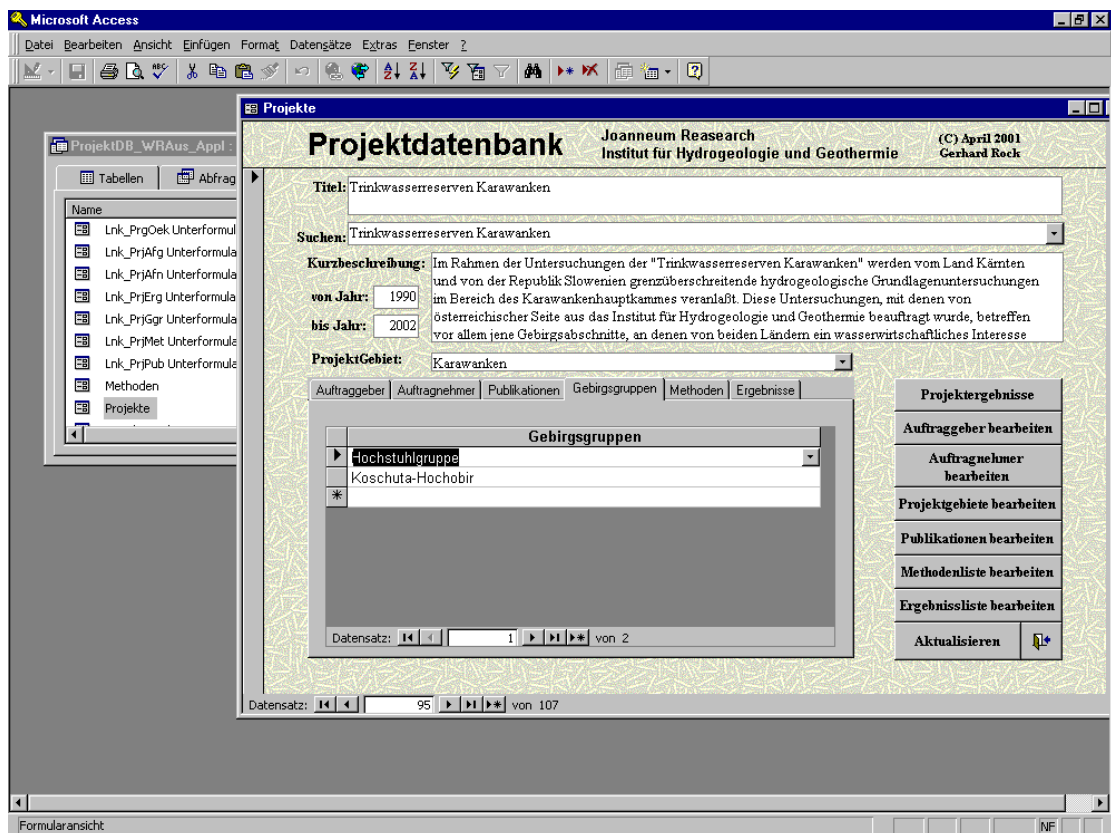 Microsoft Access
Datei Bearbeiten Ansicht Einfügen Format Datensätze Extras Fenster ?
Projekte
ProjektDB_WRAus_Appl :
Tabellen Abfrag
Name
Lnk_PrgOek Unterformul
Lnk_PrjAfg Unterformula
Lnk_PrjAfn Unterformula
Lnk_PrjErg Unterformula
Lnk_PrjGgr Unterformula
Lnk_PrjMet Unterformula
Lnk_PrjPub Unterformula
Methoden
Projekte
Projektdatenbank
Joanneum Reasearch
Institut für Hydrogeologie und Geothermie
(C) April 2001
Gerhard Rock
Titel: Trinkwasserreserven Karawanken
Suchen: Trinkwasserreserven Karawanken
Kurzbeschreibung: Im Rahmen der Untersuchungen der "Trinkwasserreserven Karawanken" werden vom Land Kärnten
und von der Republik Slowenien grenzüberschreitende hydrogeologische Grundlagenuntersuchungen
im Bereich des Karawankenhauptkammes veranlaßt. Diese Untersuchungen, mit denen von
österreichischer Seite aus das Institut für Hydrogeologie und Geothermie beauftragt wurde, betreffen
vor allem jene Gebirgsabschnitte, an denen von beiden Ländern ein wasserwirtschaftliches Interesse
von Jahr: 1990
bis Jahr: 2002
ProjektGebiet: Karawanken
Auftraggeber Auftragnehmer Publikationen Gebirgsgruppen Methoden Ergebnisse
Gebirgsgruppen
Hochstuhlgruppe
Koschuta-Hochobir
Datensatz: 1 von 2
Projektergebnisse
Auftraggeber bearbeiten
Auftragnehmer
bearbeiten
Projektgebiete bearbeiten
Publikationen bearbeiten
Methodenliste bearbeiten
Ergebnissliste bearbeiten
Aktualisieren
Datensatz: 95 von 107
Formularansicht
NF